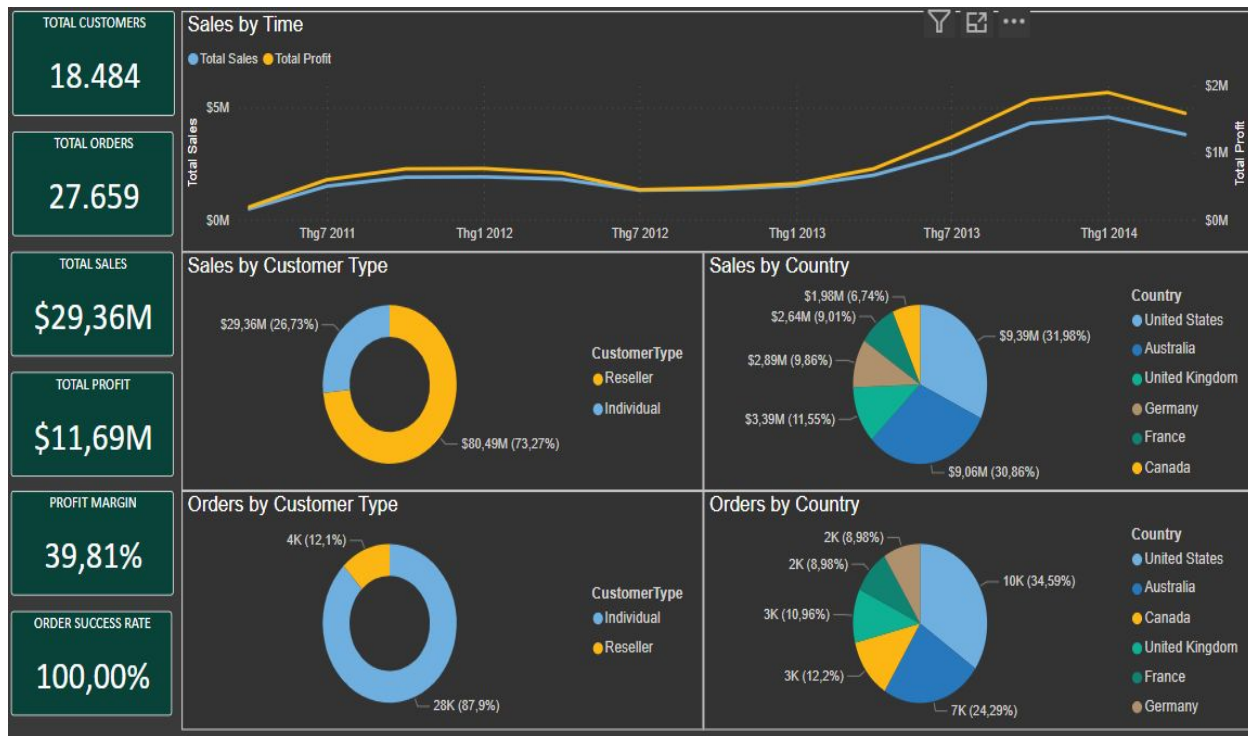 TOTAL CUSTOMERS
18.484
TOTAL ORDERS
27.659
TOTAL SALES
$29,36M
TOTAL PROFIT
$11,69M
PROFIT MARGIN
39,81%
ORDER SUCCESS RATE
100,00%
Sales by Time
Total Sales Total Profit
Total Sales
$5M
$0M
$2M
$1M
$0M
Total Profit
Thg7 2011 Thg1 2012 Thg7 2012 Thg1 2013 Thg7 2013 Thg1 2014
Sales by Customer Type
$29,36M (26,73%)
$80,49M (73,27%)
CustomerType
Reseller
Individual
Sales by Country
$1,98M (6,74%)
$2,64M (9,01%)
$2,89M (9,86%)
$3,39M (11,55%)
$9,39M (31,98%)
$9,06M (30,86%)
Country
United States
Australia
United Kingdom
Germany
France
Canada
Orders by Customer Type
4K (12,1%)
28K (87,9%)
CustomerType
Individual
Reseller
Orders by Country
2K (8,98%)
2K (8,98%)
3K (10,96%)
3K (12,2%)
10K (34,59%)
7K (24,29%)
Country
United States
Australia
Canada
United Kingdom
France
Germany